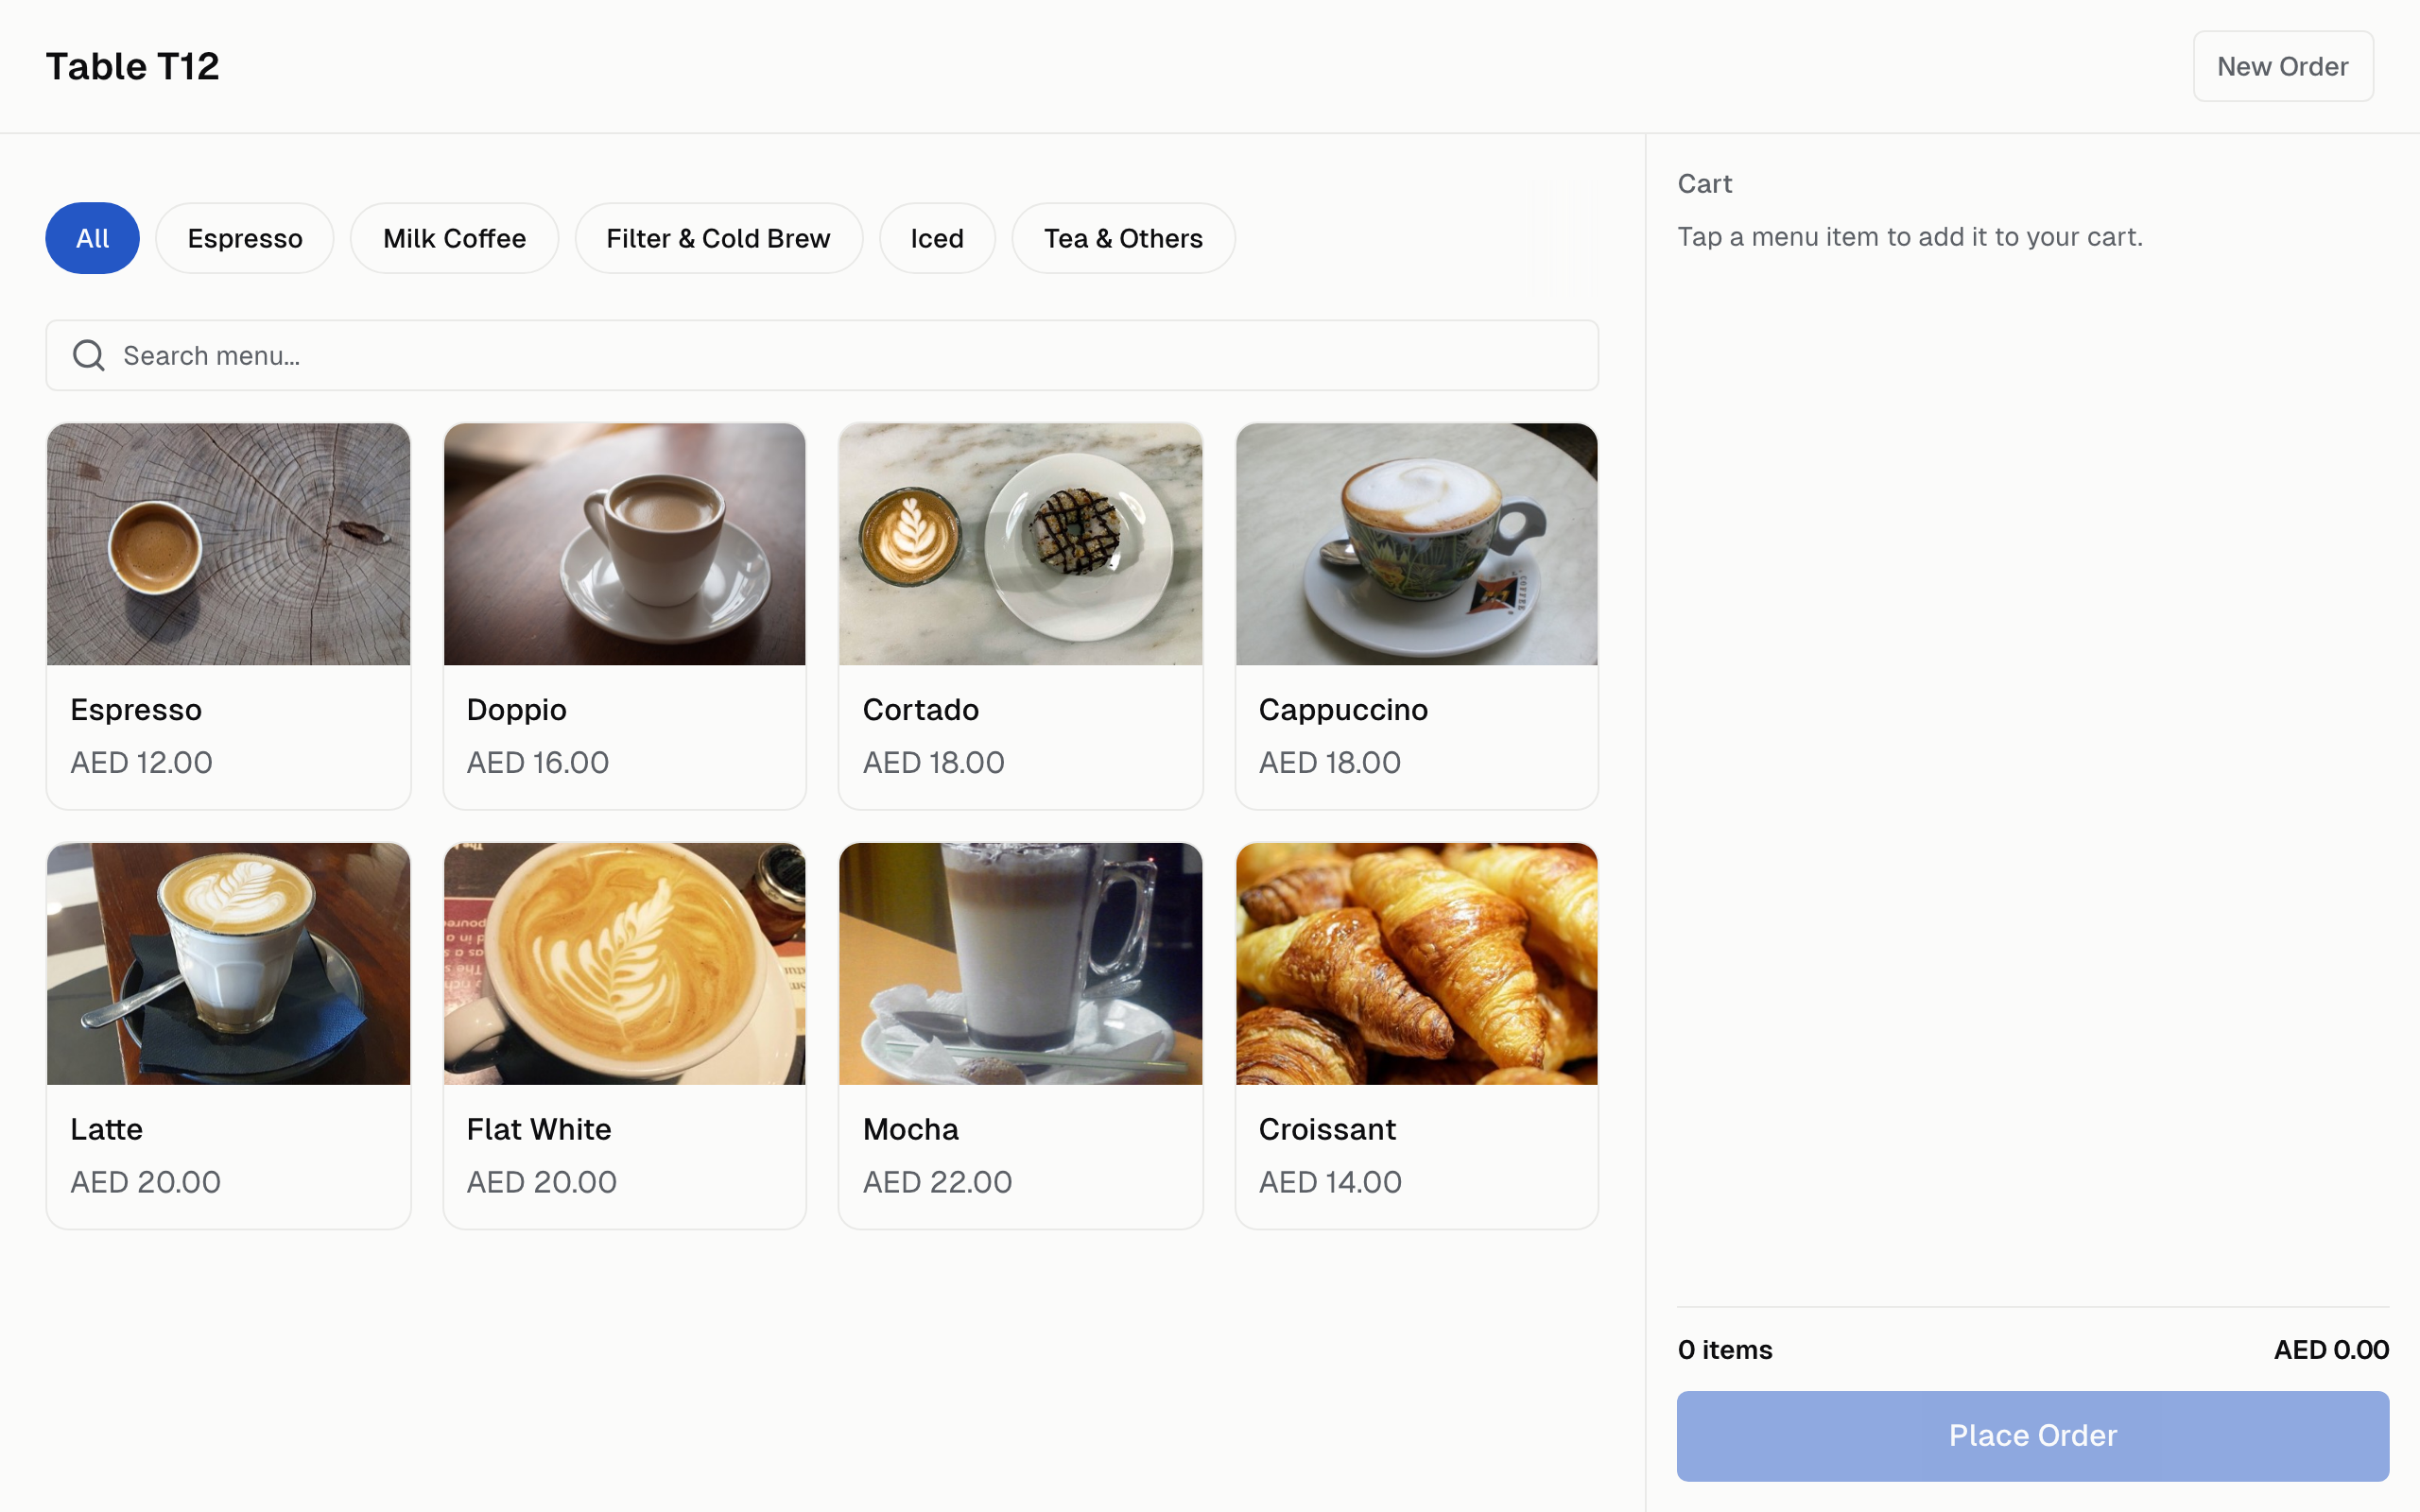 Table T12
New Order
All
Espresso
Milk Coffee
Filter & Cold Brew
Iced
Tea & Others
Search menu...
Espresso
AED 12.00
Doppio
AED 16.00
Cortado
AED 18.00
Cappuccino
AED 18.00
Latte
AED 20.00
Flat White
AED 20.00
Mocha
AED 22.00
Croissant
AED 14.00
Cart
Tap a menu item to add it to your cart.
0 items
AED 0.00
Place Order